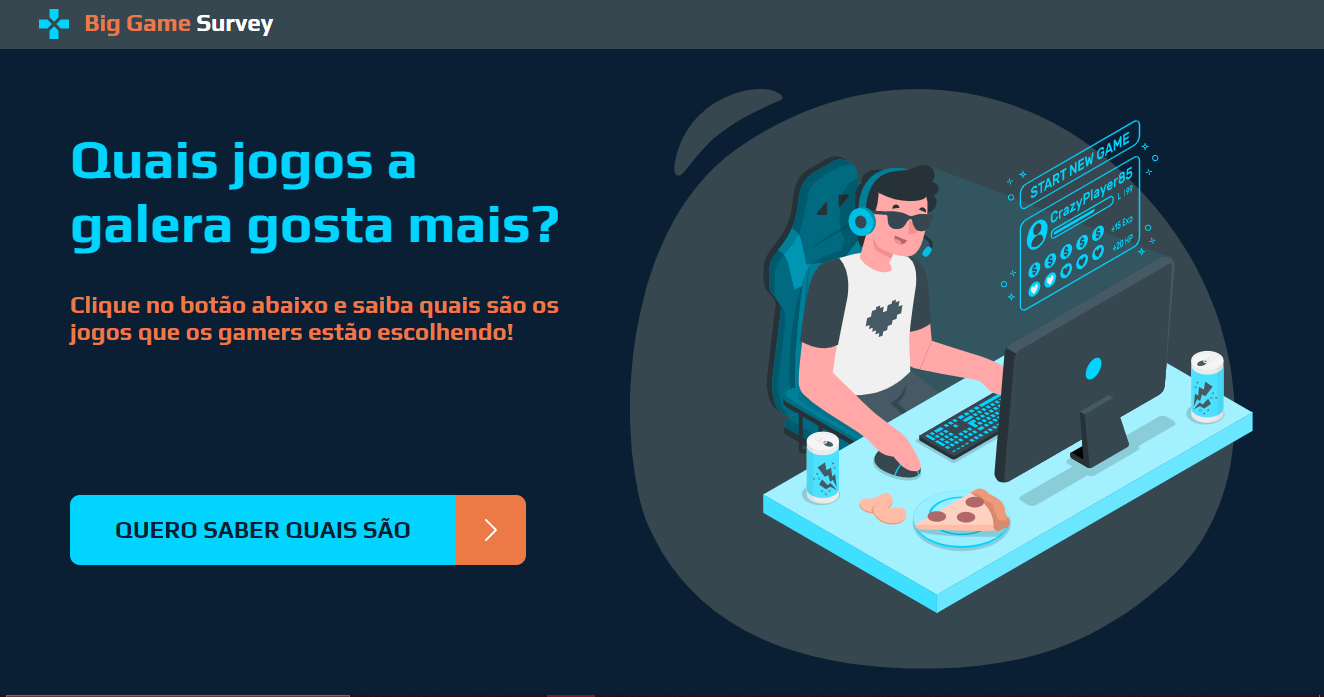 Big Game Survey
Quais jogos a
galera gosta mais?
Clique no botão abaixo e saiba quais são os
jogos que os gamers estão escolhendo!
QUERO SABER QUAIS SÃO
START NEW GAME
CrazyPlayer85
L 199
+15 Exp
+20 HP